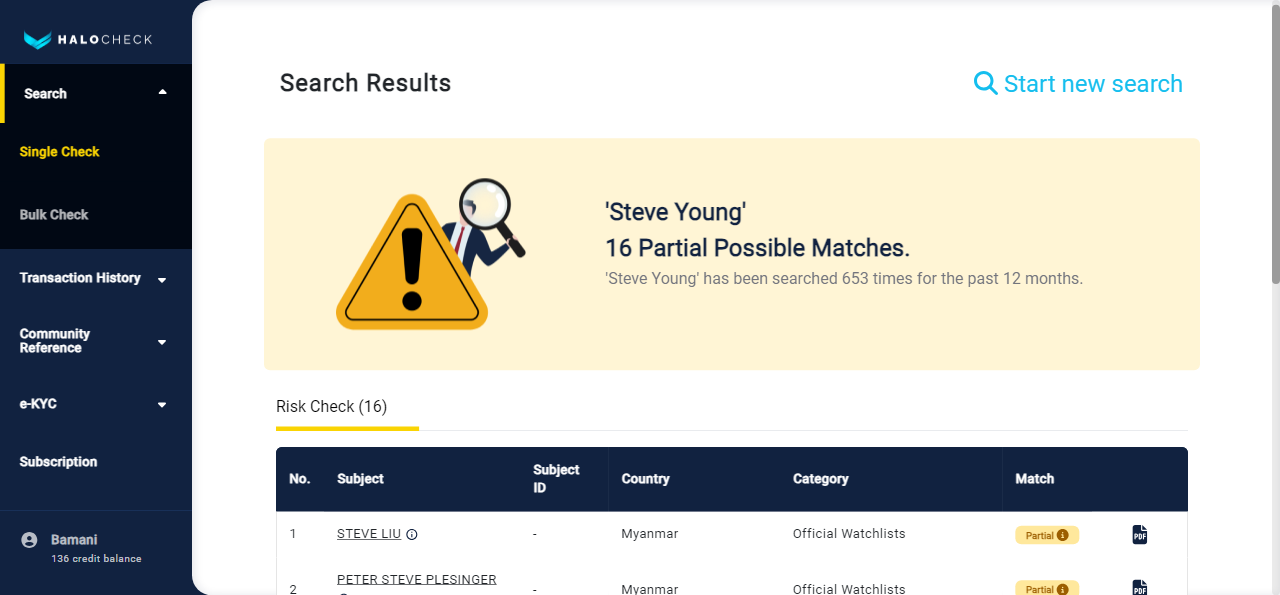 HALOCHECK
Search
Single Check
Bulk Check
Transaction History
Community
Reference
e-KYC
Subscription
Bamani
136 credit balance
Search Results
Start new search
'Steve Young'
16 Partial Possible Matches.
'Steve Young' has been searched 653 times for the past 12 months.
Risk Check (16)
No. Subject Subject ID Country Category Match
1 STEVE LIU - Myanmar Official Watchlists Partial PDF
2 PETER STEVE PLESINGER - Myanmar Official Watchlists Partial PDF